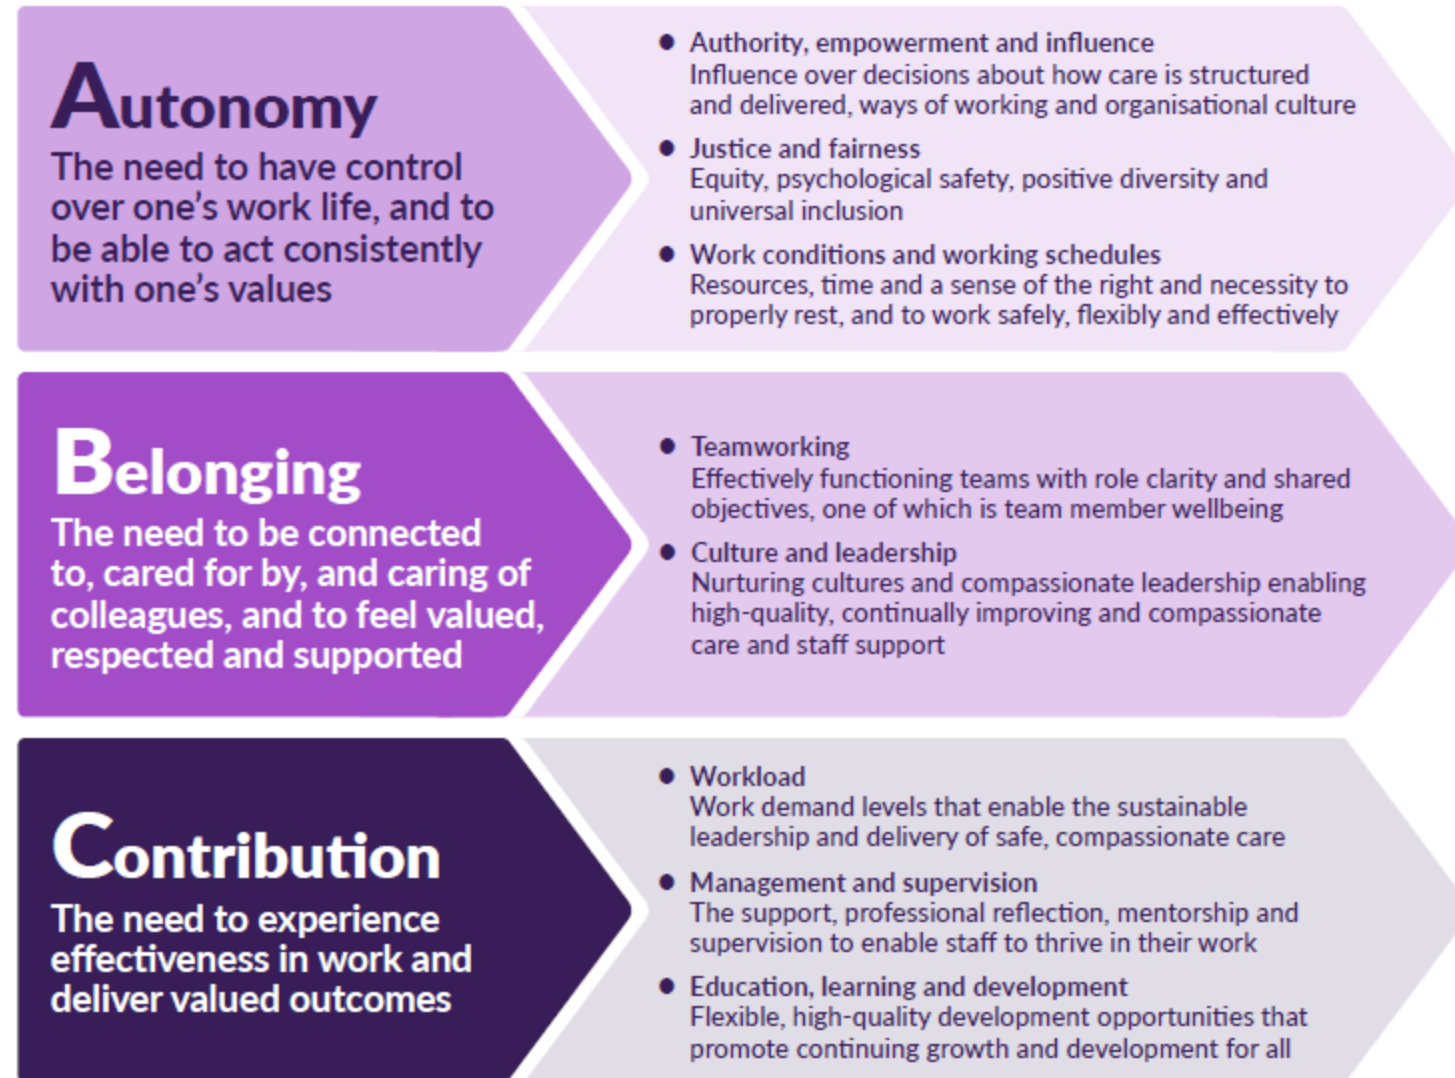 Autonomy
The need to have control
over one's work life, and to
be able to act consistently
with one's values
● Authority, empowerment and influence
Influence over decisions about how care is structured
and delivered, ways of working and organisational culture
● Justice and fairness
Equity, psychological safety, positive diversity and
universal inclusion
● Work conditions and working schedules
Resources, time and a sense of the right and necessity to
properly rest, and to work safely, flexibly and effectively
Belonging
The need to be connected
to, cared for by, and caring of
colleagues, and to feel valued,
respected and supported
● Teamworking
Effectively functioning teams with role clarity and shared
objectives, one of which is team member wellbeing
● Culture and leadership
Nurturing cultures and compassionate leadership enabling
high-quality, continually improving and compassionate
care and staff support
Contribution
The need to experience
effectiveness in work and
deliver valued outcomes
● Workload
Work demand levels that enable the sustainable
leadership and delivery of safe, compassionate care
● Management and supervision
The support, professional reflection, mentorship and
supervision to enable staff to thrive in their work
● Education, learning and development
Flexible, high-quality development opportunities that
promote continuing growth and development for all